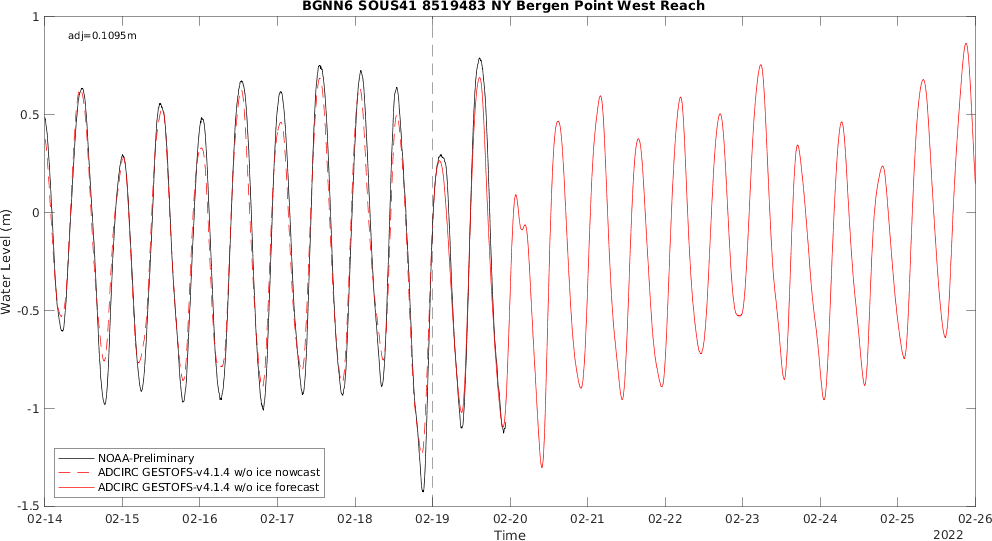 BGNN6 SOUS41 8519483 NY Bergen Point West Reach
adj=0.1095m
1
0.5
0
-0.5
-1
-1.5
Water Level (m)
NOAA-Preliminary
ADCIRC GESTOFS-v4.1.4 w/o ice nowcast
ADCIRC GESTOFS-v4.1.4 w/o ice forecast
02-14 02-15 02-16 02-17 02-18 02-19 02-20 02-21 02-22 02-23 02-24 02-25 02-26
Time
2022